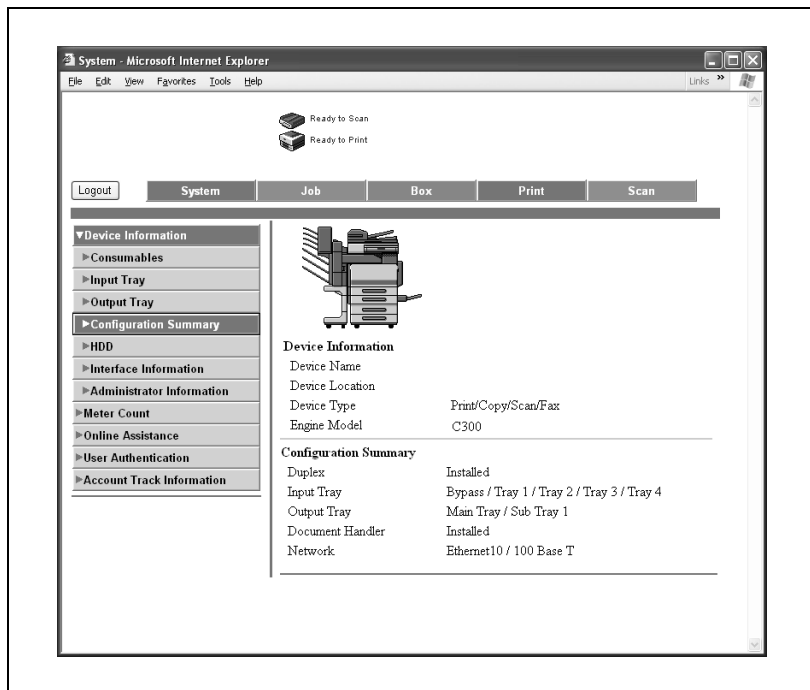 System - Microsoft Internet Explorer
File Edit View Favorites Tools Help
Links »
Ready to Scan
Ready to Print
Logout
System Job Box Print Scan
▼Device Information
►Consumables
►Input Tray
►Output Tray
►Configuration Summary
►HDD
►Interface Information
►Administrator Information
►Meter Count
►Online Assistance
►User Authentication
►Account Track Information
Device Information
Device Name
Device Location
Device Type Print/Copy/Scan/Fax
Engine Model C300
Configuration Summary
Duplex Installed
Input Tray Bypass / Tray 1 / Tray 2 / Tray 3 / Tray 4
Output Tray Main Tray / Sub Tray 1
Document Handler Installed
Network Ethernet10 / 100 Base T